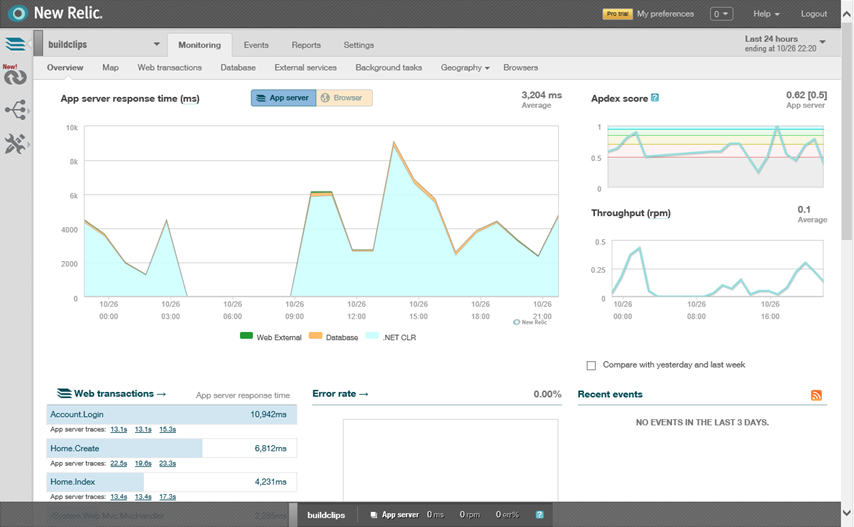 New Relic.
Pro trial My preferences 0 Help Logout
buildclips Monitoring Events Reports Settings
Last 24 hours
ending at 10/26 22:20
New!
Overview Map Web transactions Database External services Background tasks Geography Browsers
App server response time (ms)
App server Browser
3,204 ms
Average
10k
8k
6k
4000
2000
0
10/26 10/26 10/26 10/26 10/26 10/26 10/26 10/26
00:00 03:00 06:00 09:00 12:00 15:00 18:00 21:00
New Relic
Web External Database .NET CLR
Apdex score ?
0.62 [0.5]
App server
1
0.5
0
Throughput (rpm)
0.1
Average
0.5
0.25
0
10/26 10/26 10/26
00:00 08:00 16:00
Compare with yesterday and last week
Web transactions → App server response time
Account.Login 10,942ms
App server traces: 13.1s 13.1s 15.3s
Home.Create 6,812ms
App server traces: 22.5s 19.6s 23.3s
Home.Index 4,231ms
App server traces: 13.4s 13.4s 17.3s
Error rate → 0.00%
Recent events
NO EVENTS IN THE LAST 3 DAYS.
buildclips App server 0 ms 0 rpm 0 err% ?